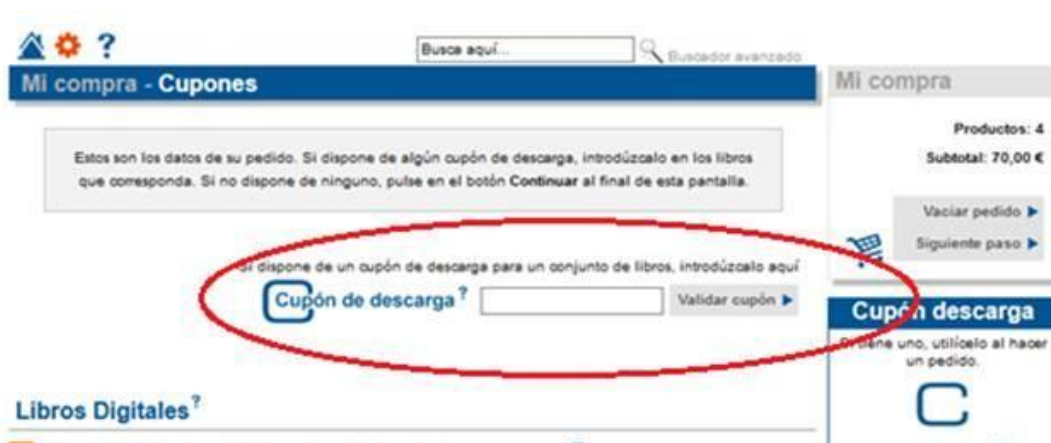 ?
Busca aquí...
Buscador avanzado
Mi compra - Cupones
Estos son los datos de su pedido. Si dispone de algún cupón de descarga, introdúzcalo en los libros
que corresponda. Si no dispone de ninguno, pulse en el botón Continuar al final de esta pantalla.
Si dispone de un cupón de descarga para un conjunto de libros, introdúzcalo aquí
Cupón de descarga?
Validar cupón
Libros Digitales?
Mi compra
Productos: 4
Subtotal: 70,00 €
Vaciar pedido
Siguiente paso
Cupón descarga
Si tiene uno, utilícelo al hacer
un pedido.